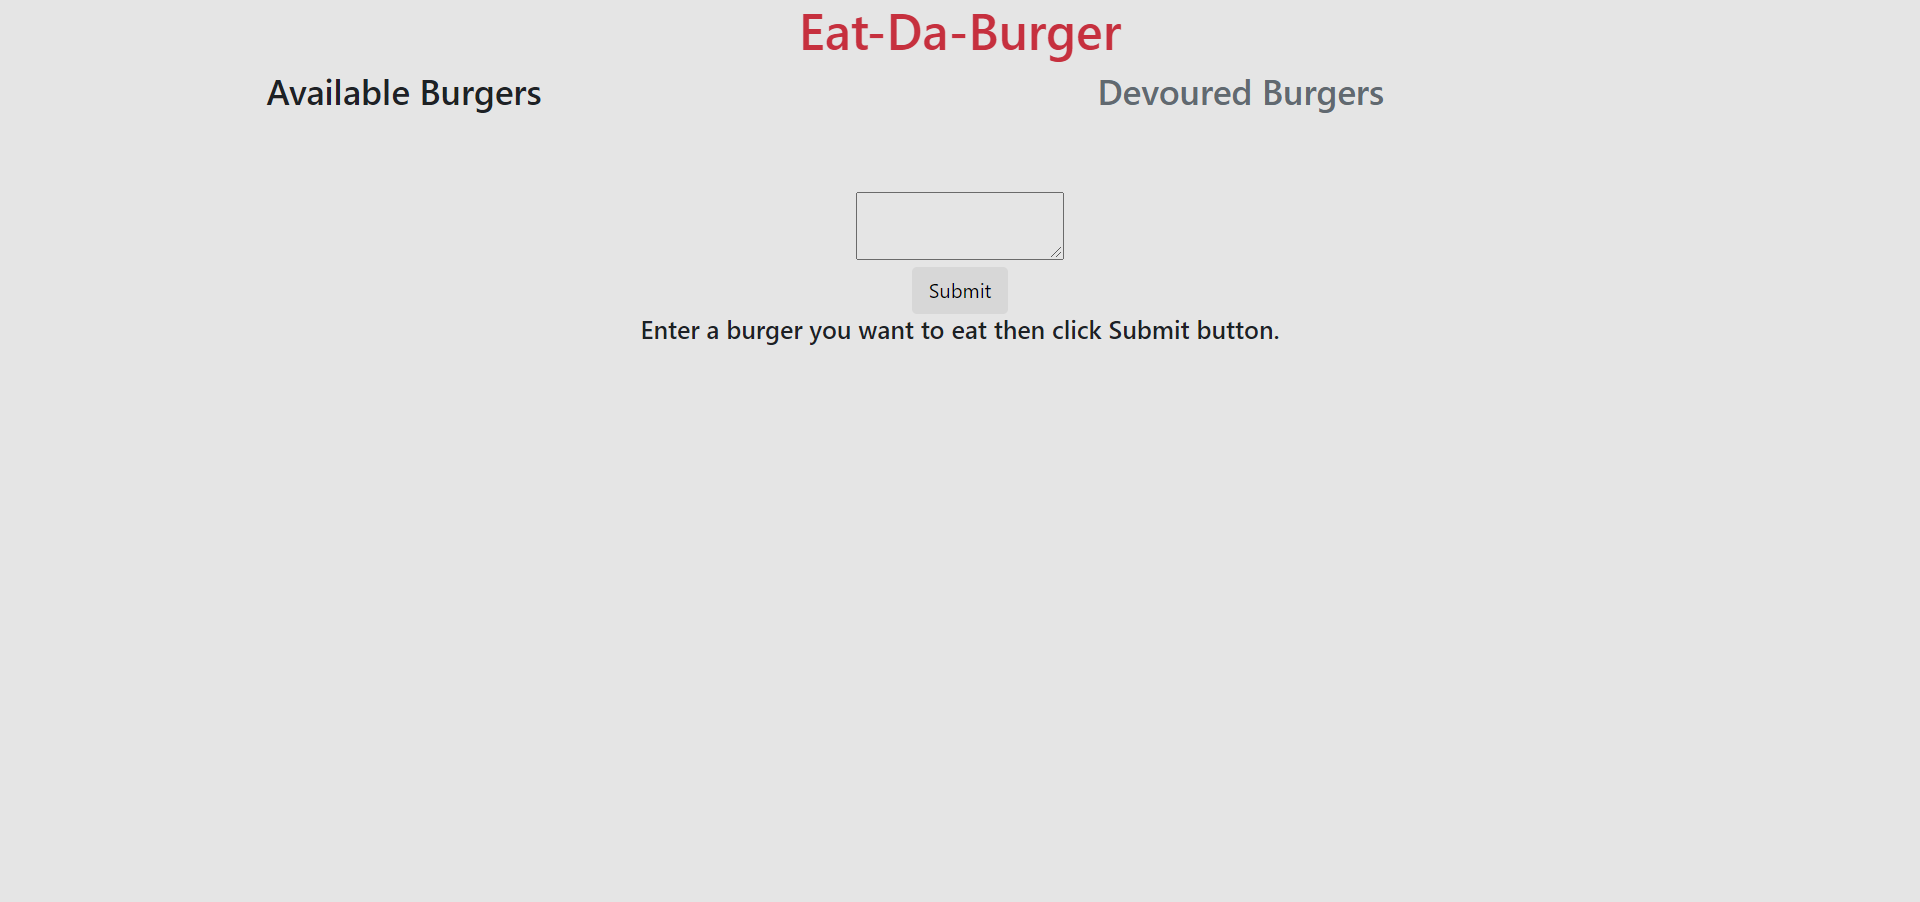 Eat-Da-Burger
Available Burgers
Devoured Burgers
Submit
Enter a burger you want to eat then click Submit button.